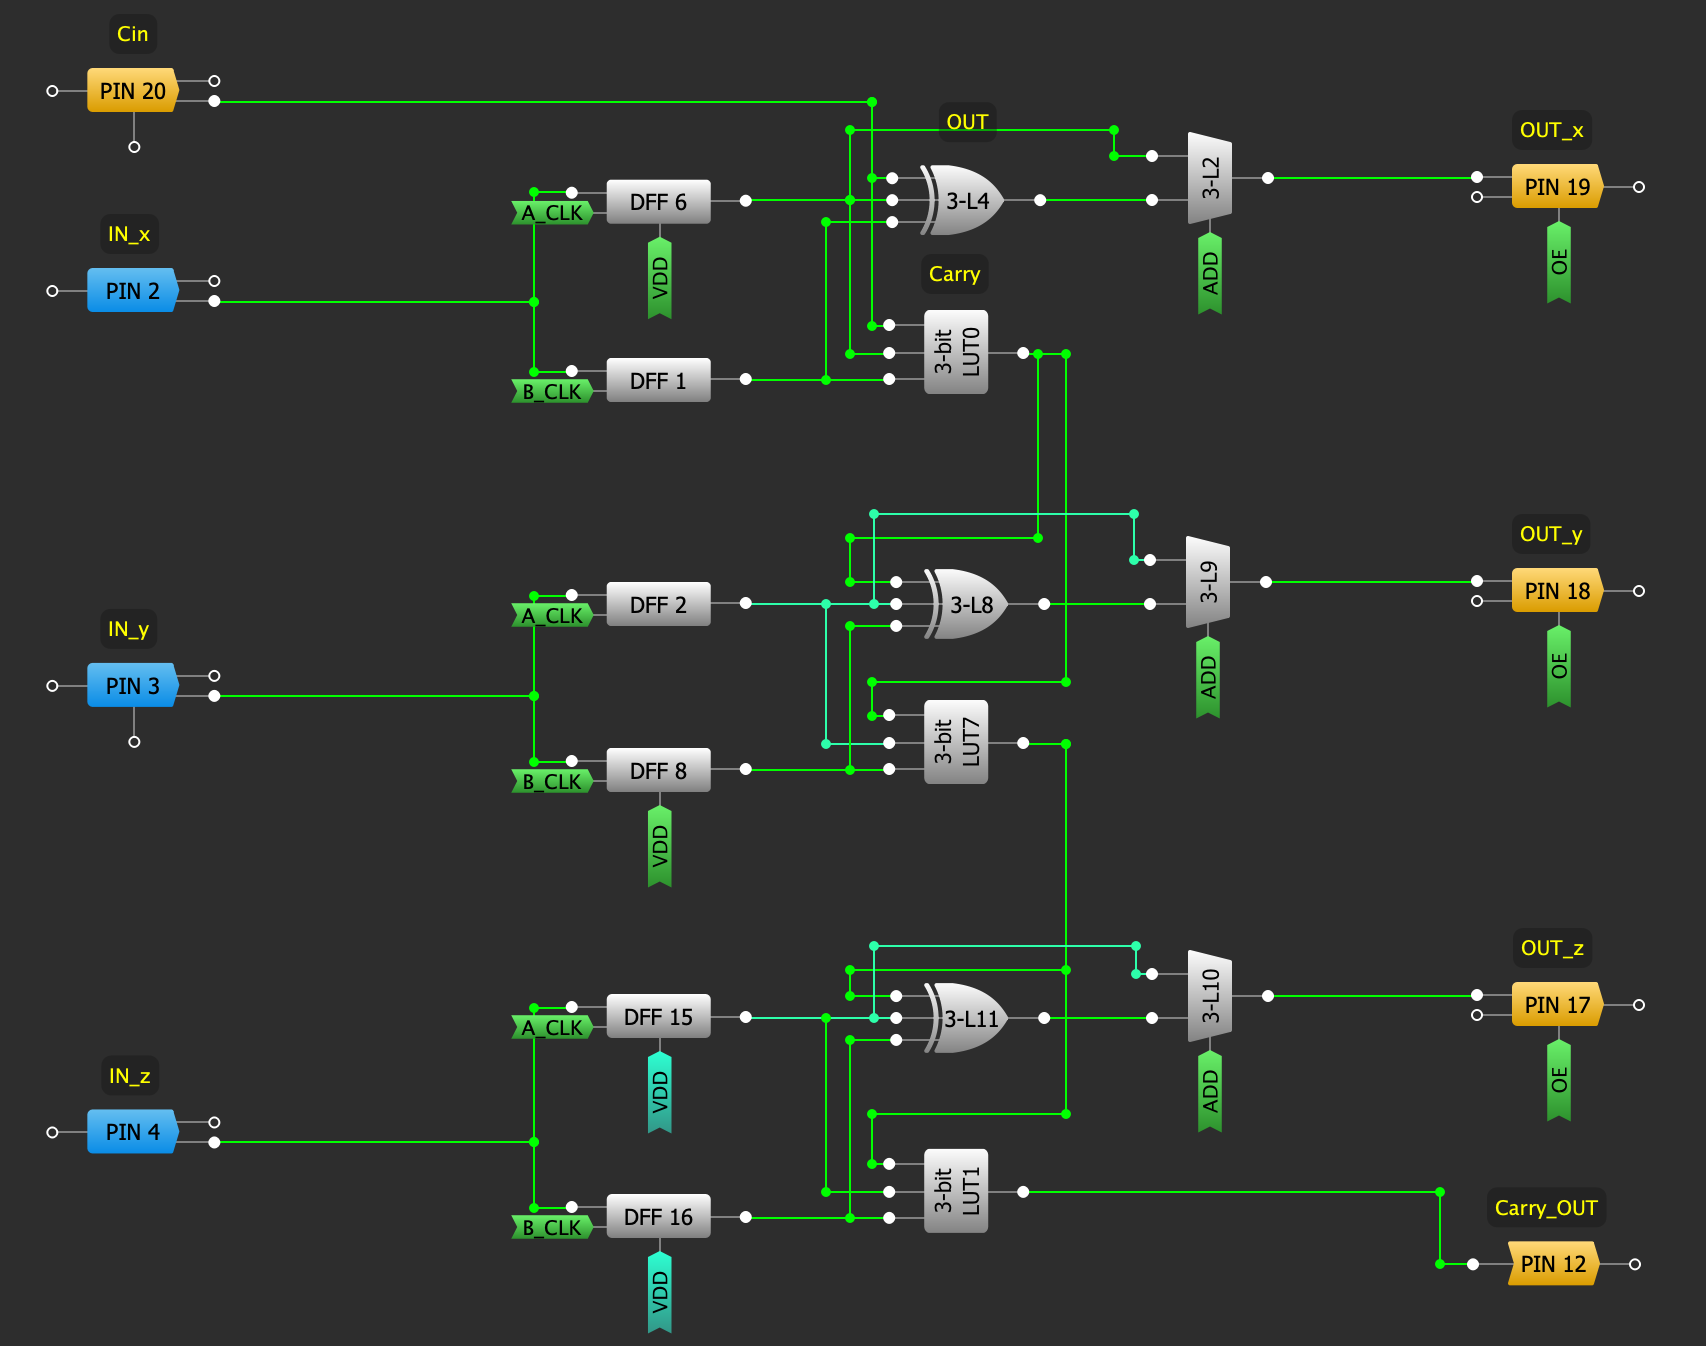 Cin
PIN 20
OUT
OUT_x
3-L2
PIN 19
DFF 6
A_CLK
3-L4
IN_x
VDD
ADD
OE
PIN 2
Carry
3-bit
LUT0
DFF 1
B_CLK
OUT_y
3-L9
PIN 18
DFF 2
A_CLK
3-L8
IN_y
ADD
OE
PIN 3
3-bit
LUT7
DFF 8
B_CLK
VDD
OUT_z
3-L10
PIN 17
DFF 15
A_CLK
3-L11
IN_z
VDD
ADD
OE
PIN 4
3-bit
LUT1
DFF 16
B_CLK
Carry_OUT
PIN 12
VDD